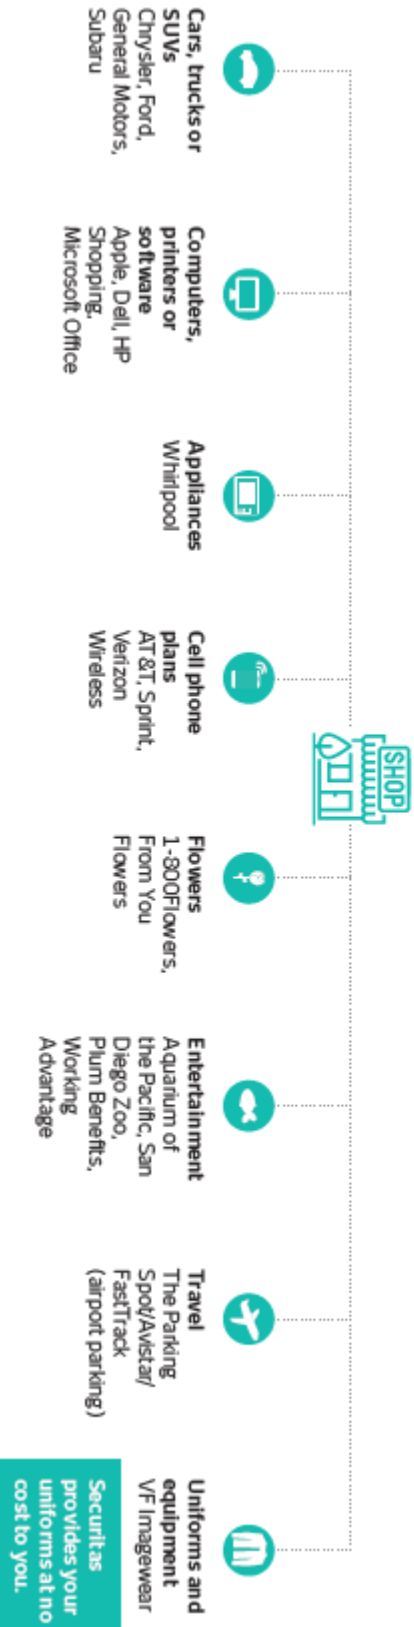 SHOP
Cars, trucks or
SUVs
Chrysler, Ford,
General Motors,
Subaru
Computers,
printers or
software
Apple, Dell, HP
Shopping,
Microsoft Office
Appliances
Whirlpool
Cell phone
plans
AT&T, Sprint,
Verizon
Wireless
Flowers
1-800Flowers,
From You
Flowers
Entertainment
Aquarium of
the Pacific, San
Diego Zoo,
Plum Benefits,
Working
Advantage
Travel
The Parking
Spot/Avistar/
FastTrack
(airport parking)
Uniforms and
equipment
VF Imagewear
Securitas
provides your
uniforms at no
cost to you.